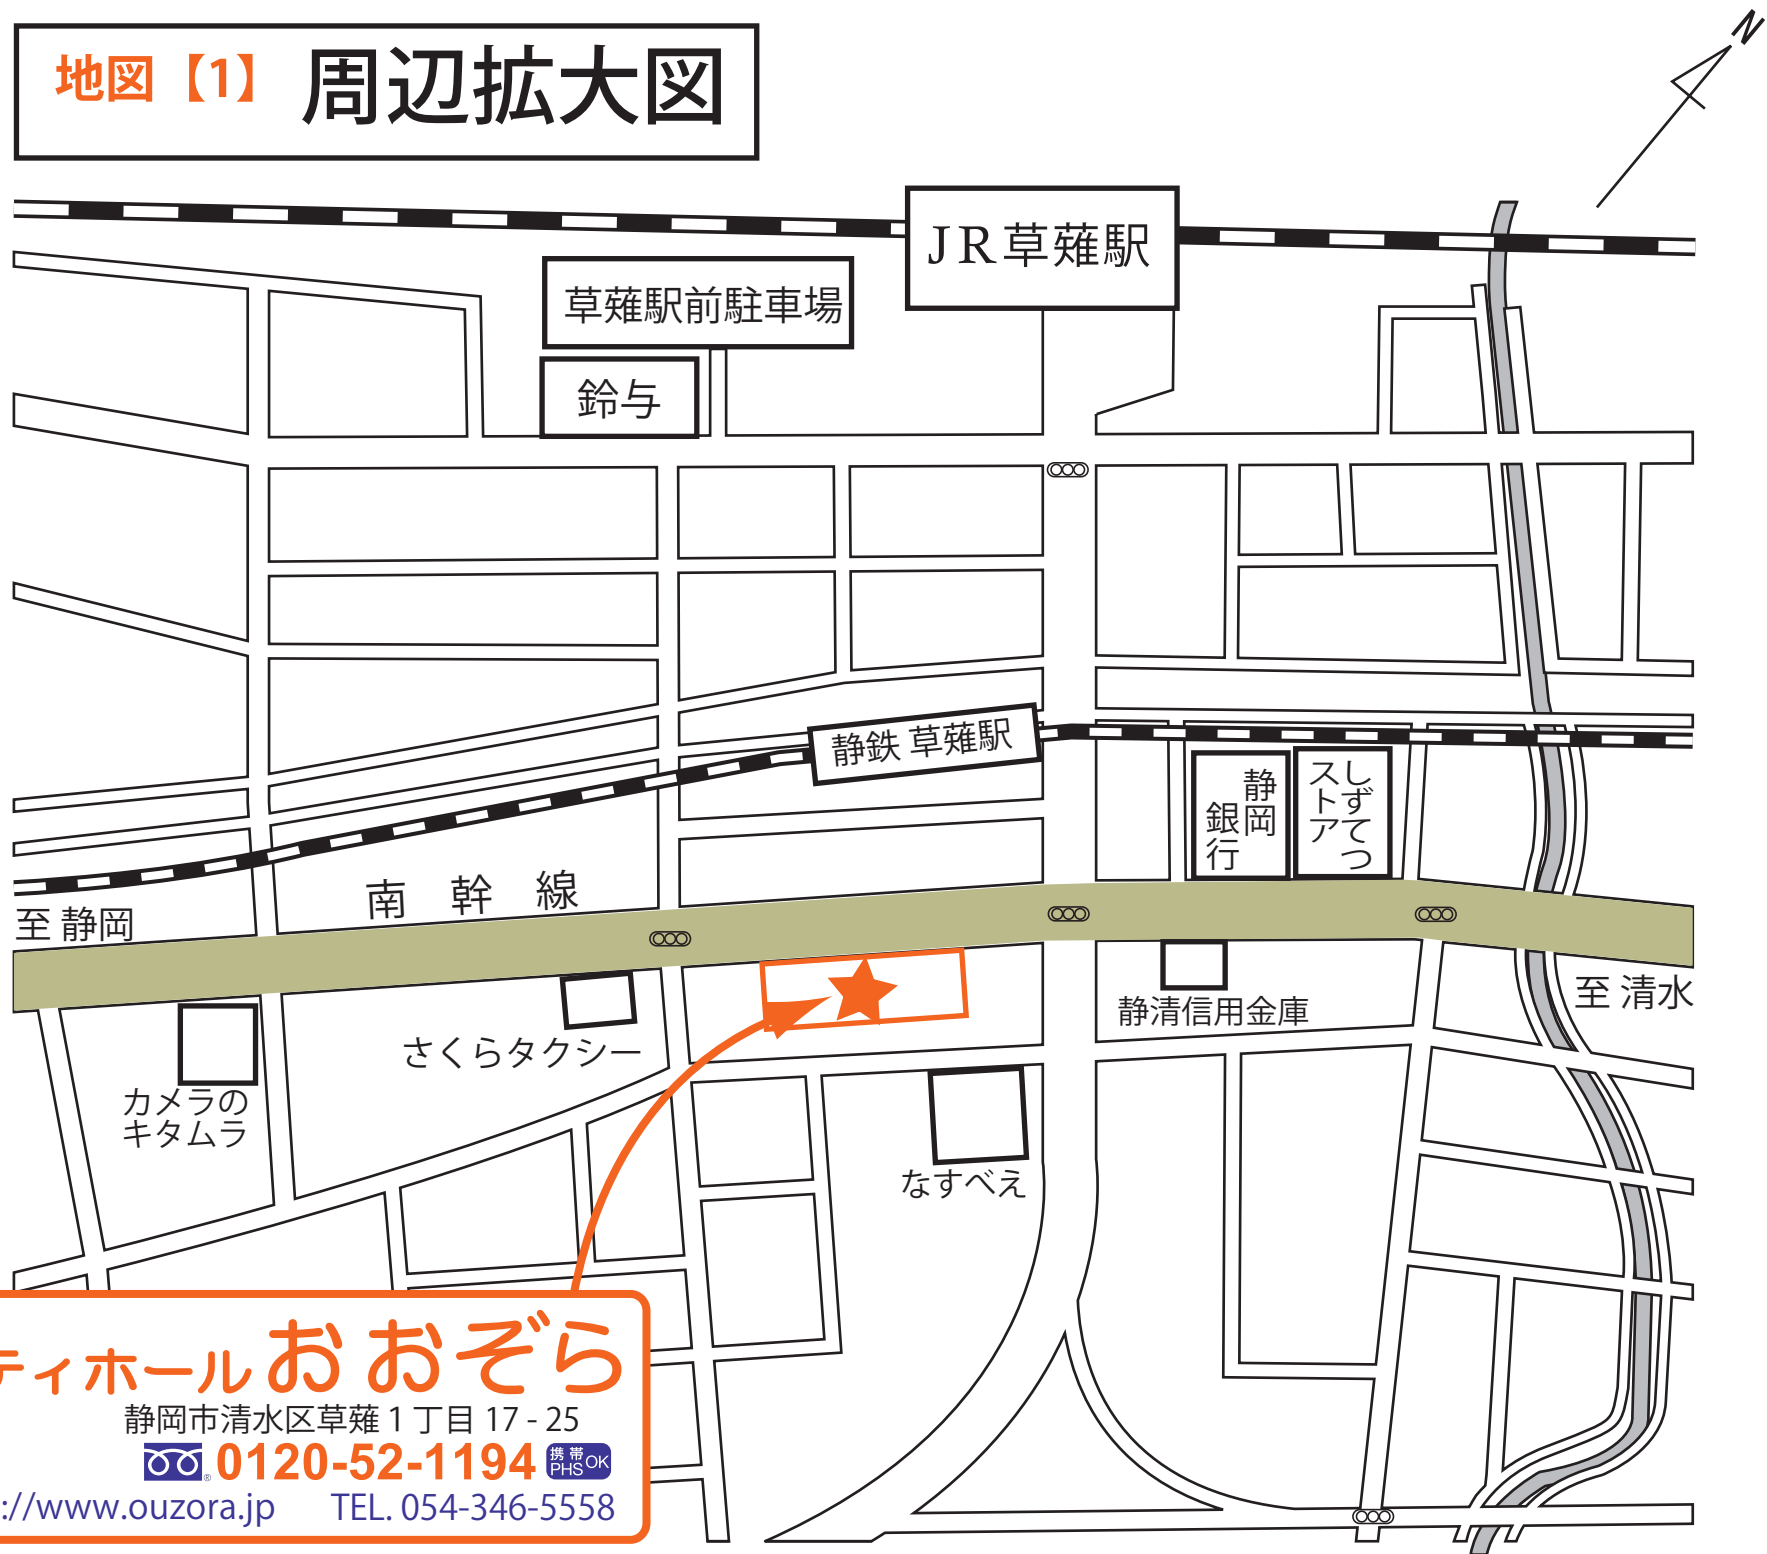 地図【1】 周辺拡大図
N
JR草薙駅
草薙駅前駐車場
鈴与
静鉄 草薙駅
静岡
銀行
しずてつ
ストア
南幹線
至 静岡
至 清水
静清信用金庫
さくらタクシー
カメラの
キタムラ
なすべえ
ティホールおおぞら
静岡市清水区草薙1丁目17-25
0120-52-1194 携帯PHS OK
://www.ouzora.jp TEL. 054-346-5558